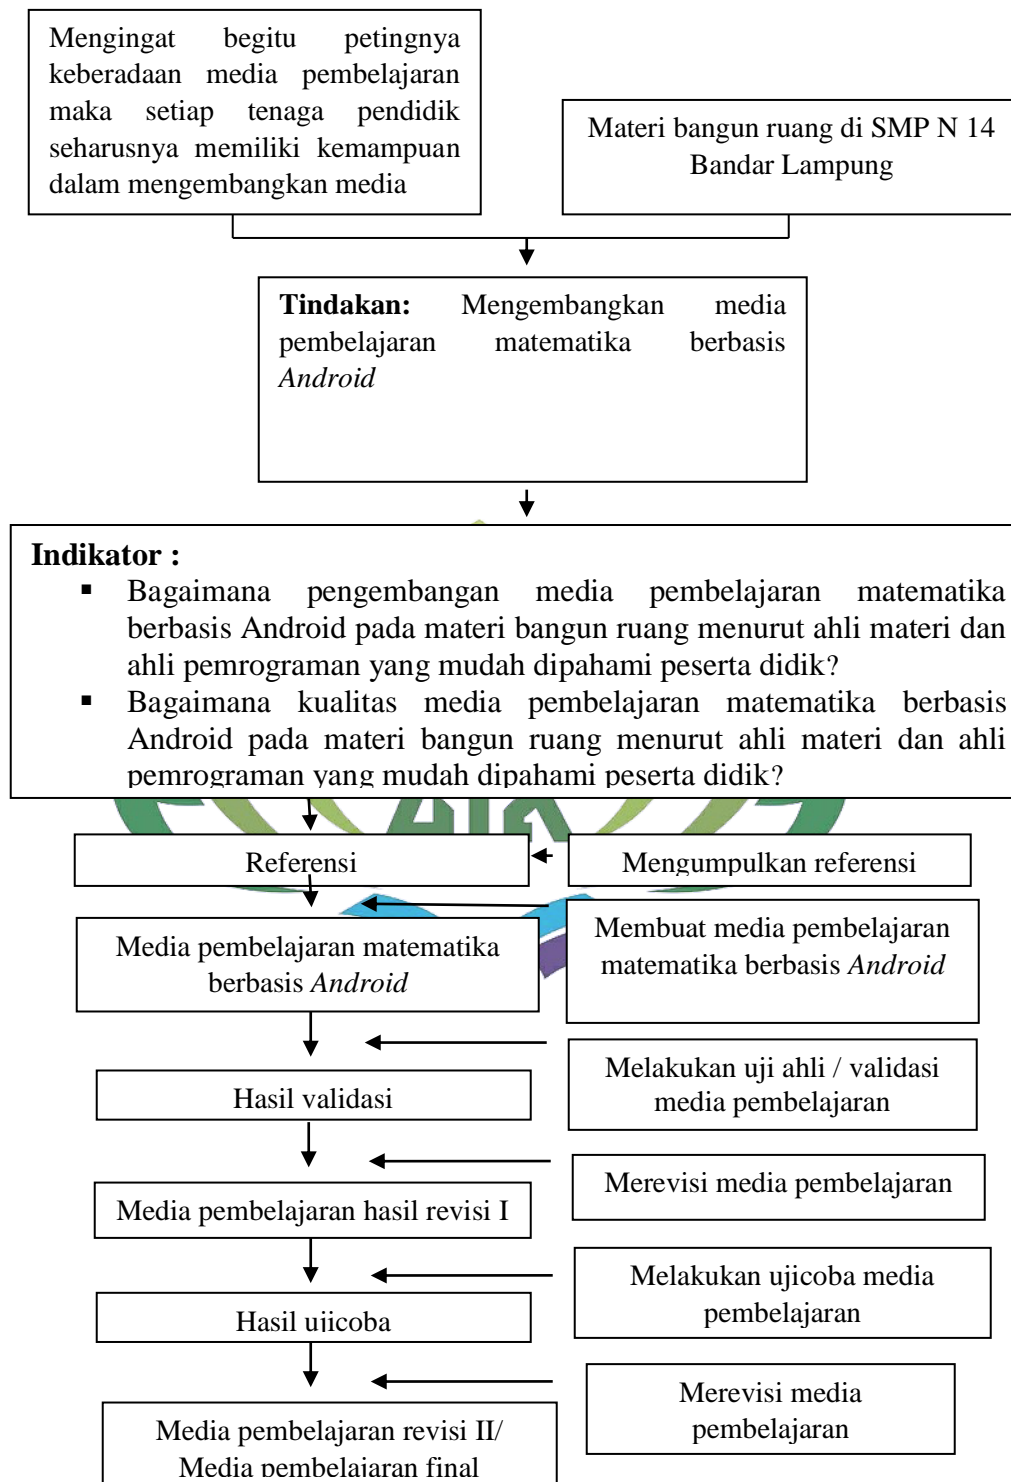 Mengingat begitu petingnya
keberadaan media pembelajaran
maka setiap tenaga pendidik
seharusnya memiliki kemampuan
dalam mengembangkan media
Materi bangun ruang di SMP N 14
Bandar Lampung
Tindakan: Mengembangkan media
pembelajaran matematika berbasis
Android
Indikator :
▪ Bagaimana pengembangan media pembelajaran matematika
berbasis Android pada materi bangun ruang menurut ahli materi dan
ahli pemrograman yang mudah dipahami peserta didik?
▪ Bagaimana kualitas media pembelajaran matematika berbasis
Android pada materi bangun ruang menurut ahli materi dan ahli
pemrograman yang mudah dipahami peserta didik?
Referensi
Mengumpulkan referensi
Media pembelajaran matematika
berbasis Android
Membuat media pembelajaran
matematika berbasis Android
Melakukan uji ahli / validasi
media pembelajaran
Hasil validasi
Merevisi media pembelajaran
Media pembelajaran hasil revisi I
Melakukan ujicoba media
pembelajaran
Hasil ujicoba
Merevisi media
pembelajaran
Media pembelajaran revisi II/
Media pembelajaran final